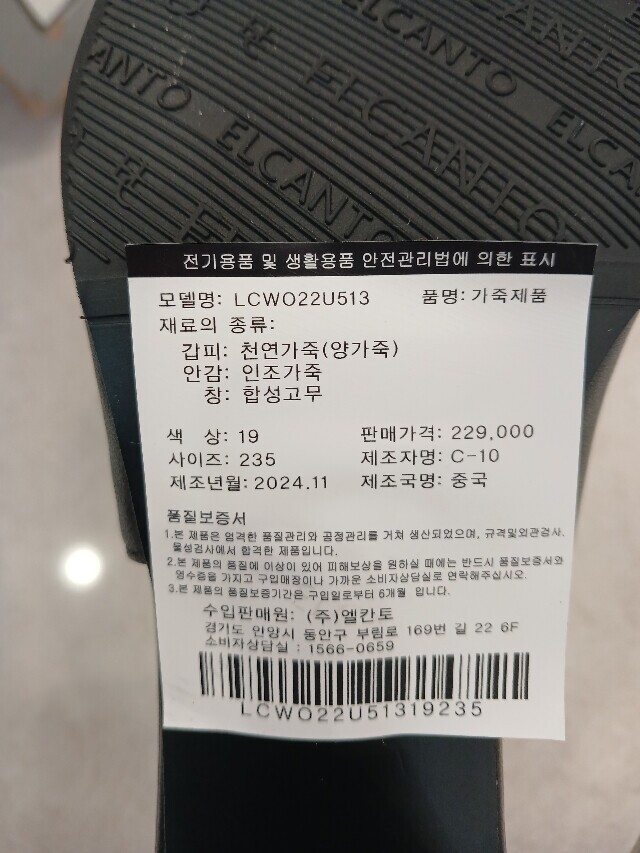 ELCANTO
ELCANTO
ANTO ELCANTO ELCANTO
ELCANTO ELCA
전기용품 및 생활용품 안전관리법에 의한 표시
모델명: LCWO22U513 품명: 가죽제품
재료의 종류:
갑피: 천연가죽(양가죽)
안감: 인조가죽
창: 합성고무
색 상: 19 판매가격: 229,000
사이즈: 235 제조자명: C-10
제조년월: 2024.11 제조국명: 중국
품질보증서
1.본 제품은 엄격한 품질관리와 공정관리를 거쳐 생산되었으며, 규격및외관검사,
물성검사에서 합격한 제품입니다.
2.본 제품의 품질에 이상이 있어 피해보상을 원하실 때에는 반드시 품질보증서와
영수증을 가지고 구입매장이나 가까운 소비자상담실로 연락해주십시오.
3.본 제품의 품질보증기간은 구입일로부터 6개월 입니다.
수입판매원: (주)엘칸토
경기도 안양시 동안구 부림로 169번 길 22 6F
소비자상담실 : 1566-0659
LCWO22U51319235